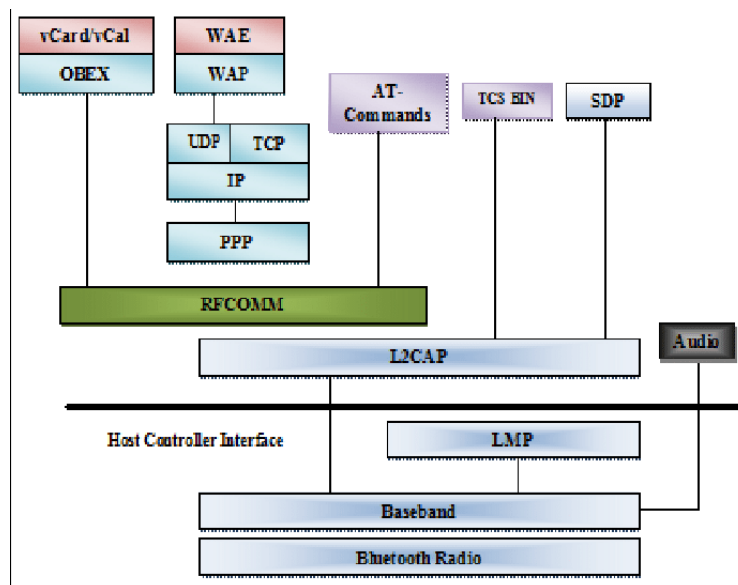 vCard/vCal
OBEX
WAE
WAP
UDP TCP
IP
PPP
AT-
Commands
TCS BIN
SDP
RFCOMM
L2CAP
Audio
Host Controller Interface
LMP
Baseband
Bluetooth Radio